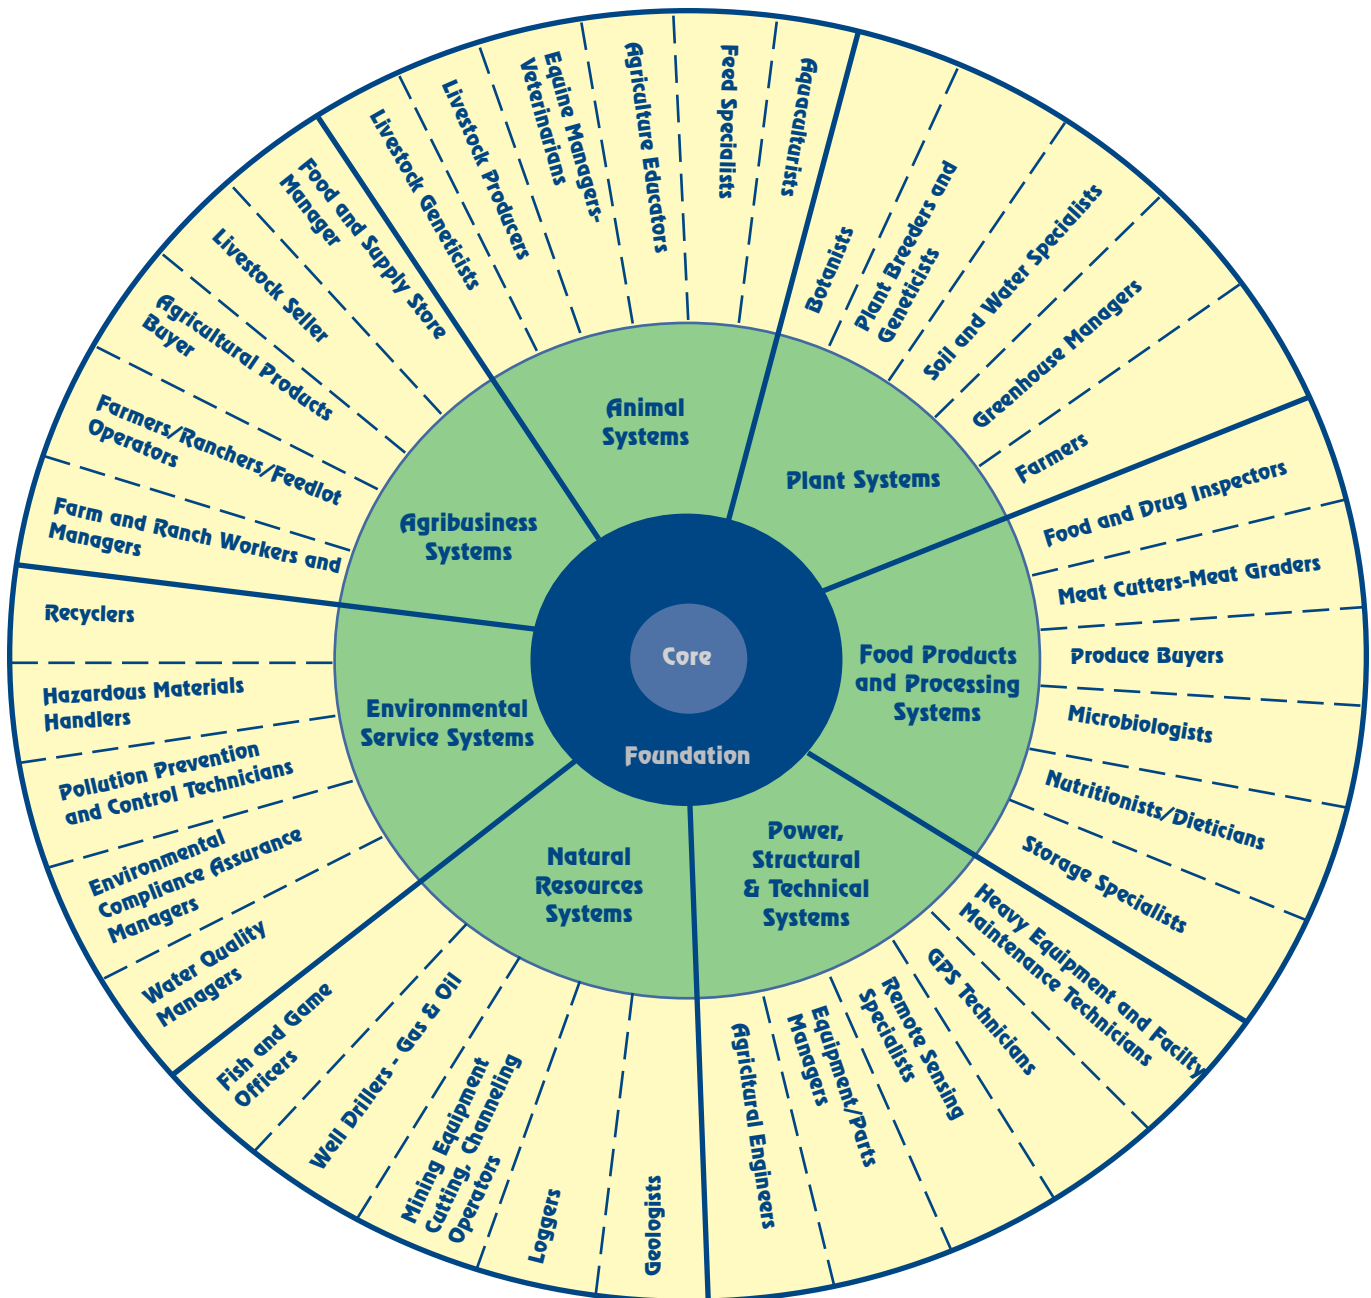 Core
Foundation
Animal
Systems
Livestock Geneticists
Livestock Producers
Equine Managers-
Veterinarians
Agriculture Educators
Feed Specialists
Aquaculturists
Plant Systems
Botanists
Plant Breeders and
Geneticists
Soil and Water Specialists
Greenhouse Managers
Farmers
Food Products
and Processing
Systems
Food and Drug Inspectors
Meat Cutters-Meat Graders
Produce Buyers
Microbiologists
Nutritionists/Dieticians
Storage Specialists
Power,
Structural
& Technical
Systems
Heavy Equipment and Facilty
Maintenance Technicians
GPS Technicians
Remote Sensing
Specialists
Equipment/Parts
Managers
Agricltural Engineers
Natural
Resources
Systems
Geologists
Loggers
Mining Equipment
Cutting, Channeling
Operators
Well Drillers - Gas & Oil
Fish and Game
Officers
Environmental
Service Systems
Water Quality
Managers
Environmental
Compliance Assurance
Managers
Pollution Prevention
and Control Technicians
Hazardous Materials
Handlers
Recyclers
Agribusiness
Systems
Farm and Ranch Workers and
Managers
Farmers/Ranchers/Feedlot
Operators
Agricultural Products
Buyer
Livestock Seller
Food and Supply Store
Manager